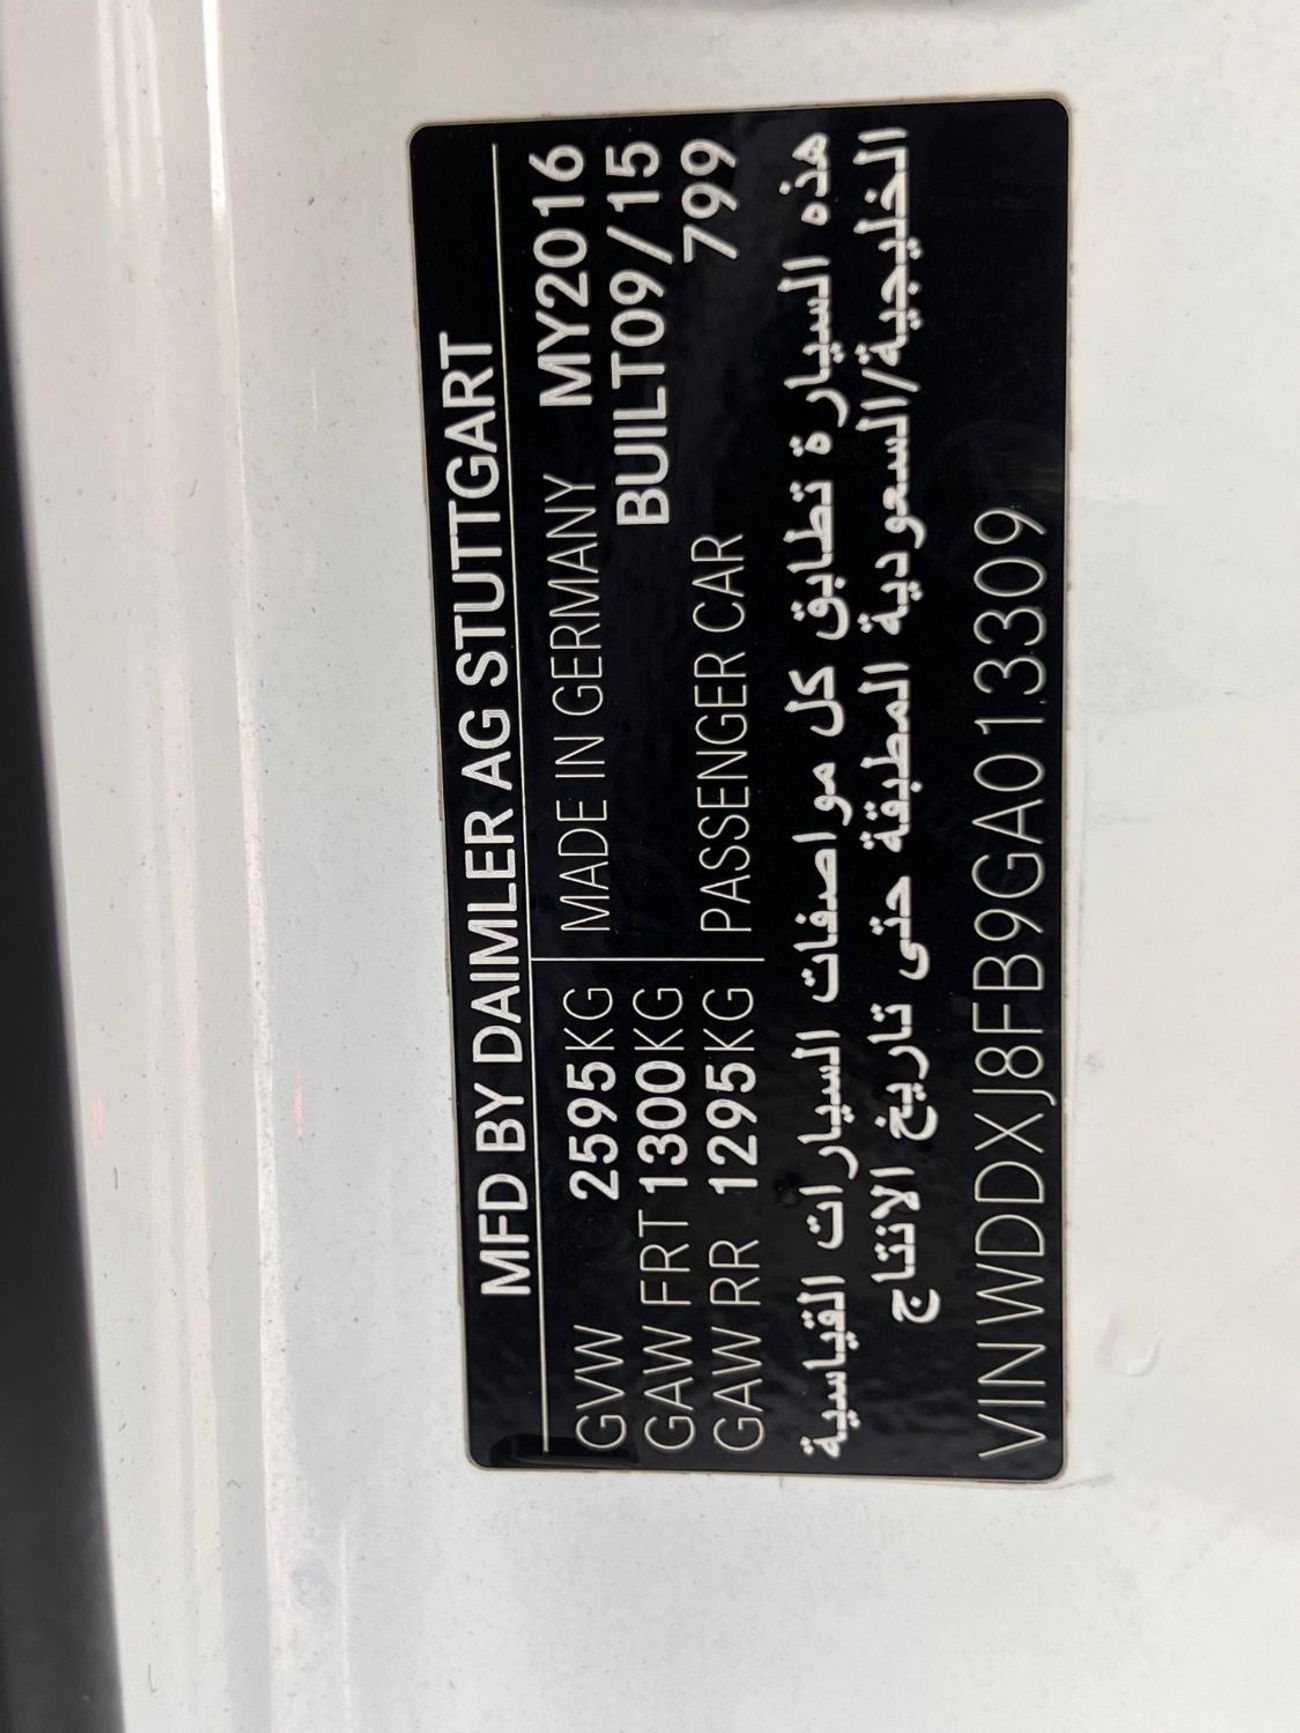 MFD BY DAIMLER AG STUTTGART
GVW 2595KG MADE IN GERMANY MY2016
GAW FRT 1300KG BUILT09/15
GAW RR 1295KG PASSENGER CAR 799
هذه السيارة تطابق كل مواصفات السيارات القياسية
الخليجية/السعودية المطبقة حتى تاريخ الانتاج
VIN WDDXJ8FB9GA013309